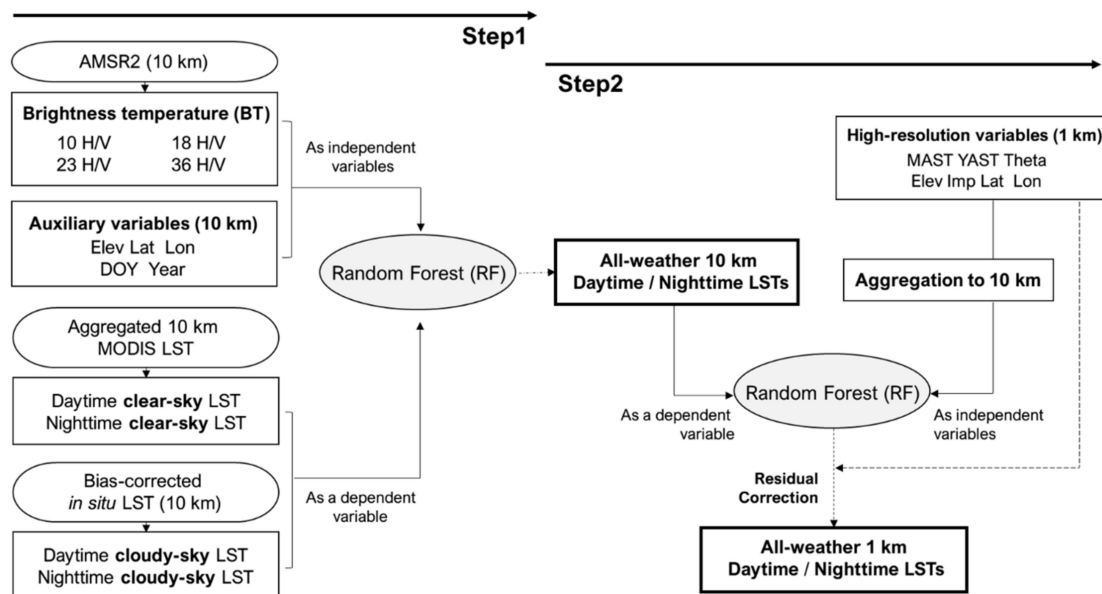 Step1
AMSR2 (10 km)
Brightness temperature (BT)
10 H/V 18 H/V
23 H/V 36 H/V
Auxiliary variables (10 km)
Elev Lat Lon
DOY Year
As independent
variables
Random Forest (RF)
Aggregated 10 km
MODIS LST
Daytime clear-sky LST
Nighttime clear-sky LST
Bias-corrected
in situ LST (10 km)
Daytime cloudy-sky LST
Nighttime cloudy-sky LST
As a dependent
variable
Step2
High-resolution variables (1 km)
MAST YAST Theta
Elev Imp Lat Lon
All-weather 10 km
Daytime / Nighttime LSTs
Aggregation to 10 km
Random Forest (RF)
As a dependent
variable
As independent
variables
Residual
Correction
All-weather 1 km
Daytime / Nighttime LSTs